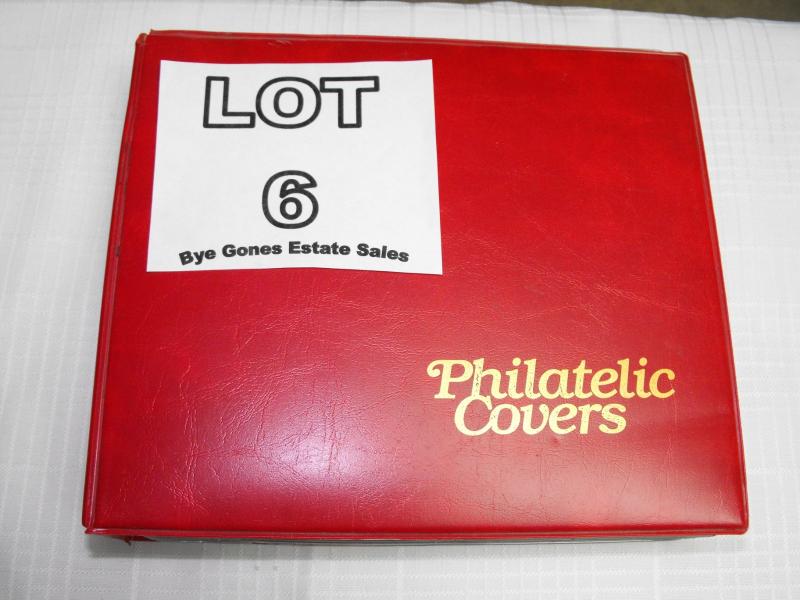 LOT
6
Bye Gones Estate Sales
Philatelic
Covers